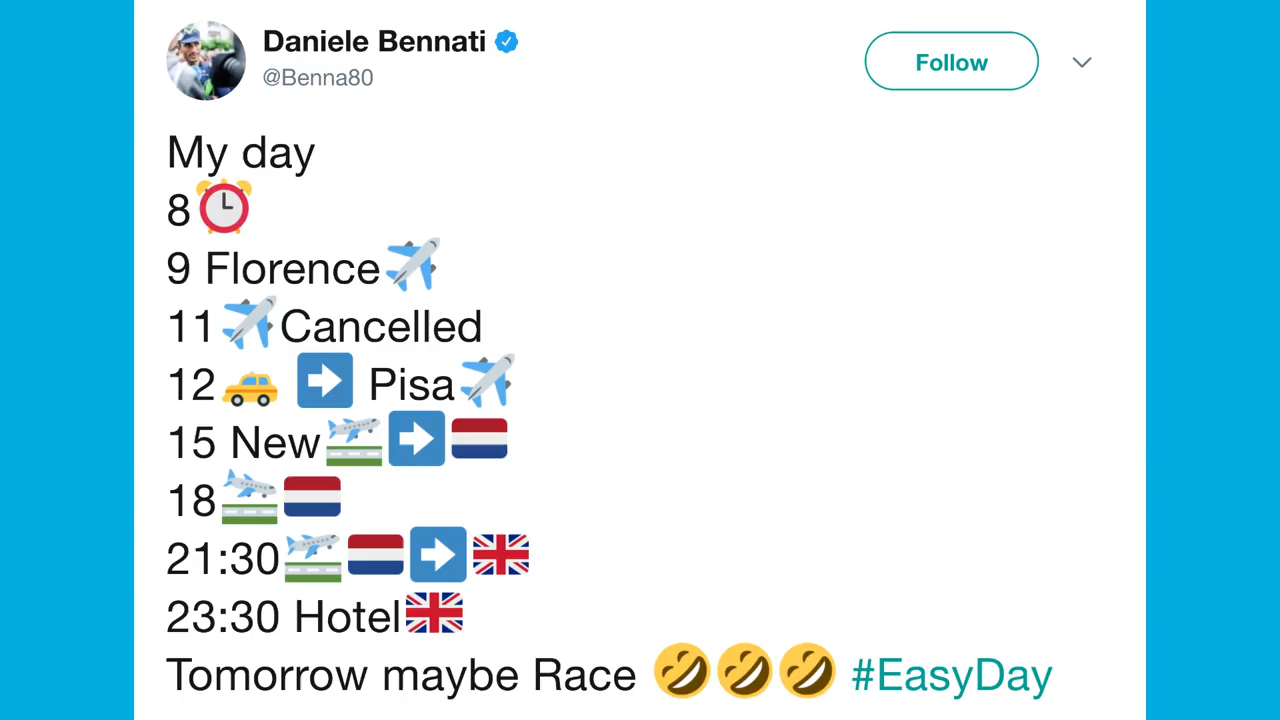 Daniele Bennati
@Benna80
Follow
My day
8⏰
9 Florence✈️
11✈️Cancelled
12🚕 ➡️ Pisa✈️
15 New🛫➡️🇳🇱
18🛬🇳🇱
21:30🛫🇳🇱➡️🇬🇧
23:30 Hotel🇬🇧
Tomorrow maybe Race 🤣🤣🤣 #EasyDay